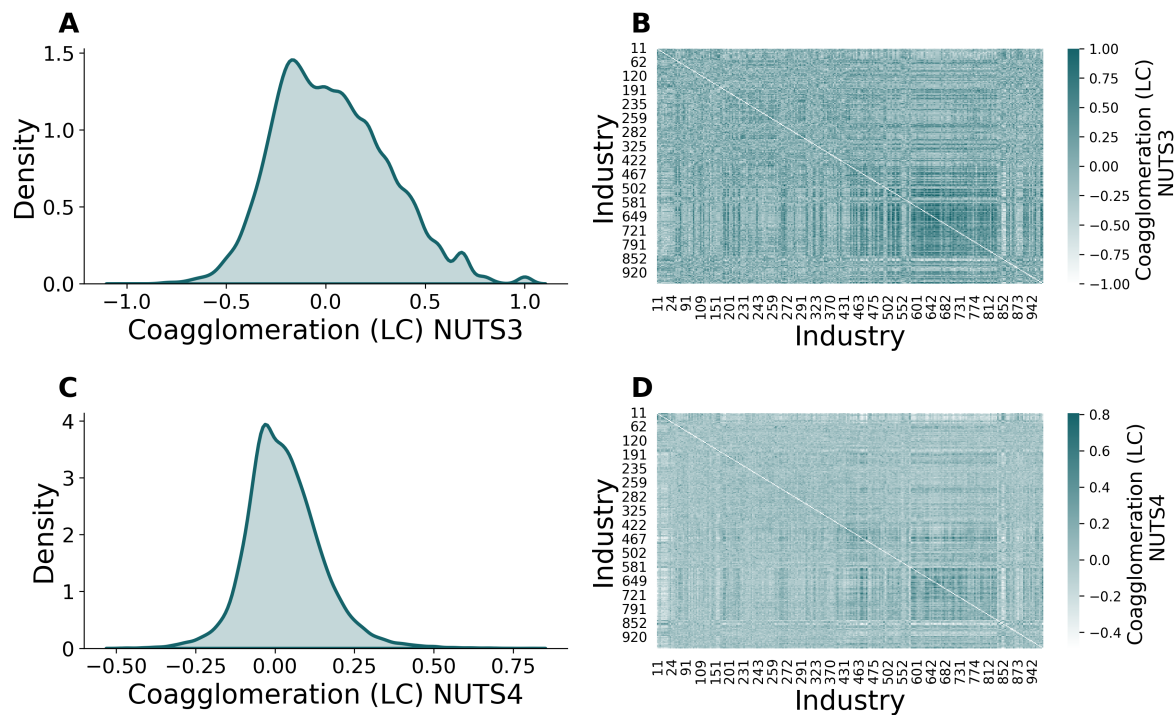 A
1.5
1.0
0.5
0.0
Density
−1.0 −0.5 0.0 0.5 1.0
Coagglomeration (LC) NUTS3
B
11
62
120
191
235
259
282
325
422
467
502
581
649
721
791
852
920
Industry
11 24 91 109 151 201 231 243 259 272 291 323 370 431 463 475 502 552 601 642 682 731 774 812 852 873 942
Industry
1.00
0.75
0.50
0.25
0.00
−0.25
−0.50
−0.75
−1.00
Coagglomeration (LC)
NUTS3
C
4
3
2
1
0
Density
−0.50 −0.25 0.00 0.25 0.50 0.75
Coagglomeration (LC) NUTS4
D
11
62
120
191
235
259
282
325
422
467
502
581
649
721
791
852
920
Industry
11 24 91 109 151 201 231 243 259 272 291 323 370 431 463 475 502 552 601 642 682 731 774 812 852 873 942
Industry
0.8
0.6
0.4
0.2
0.0
−0.2
−0.4
Coagglomeration (LC)
NUTS4